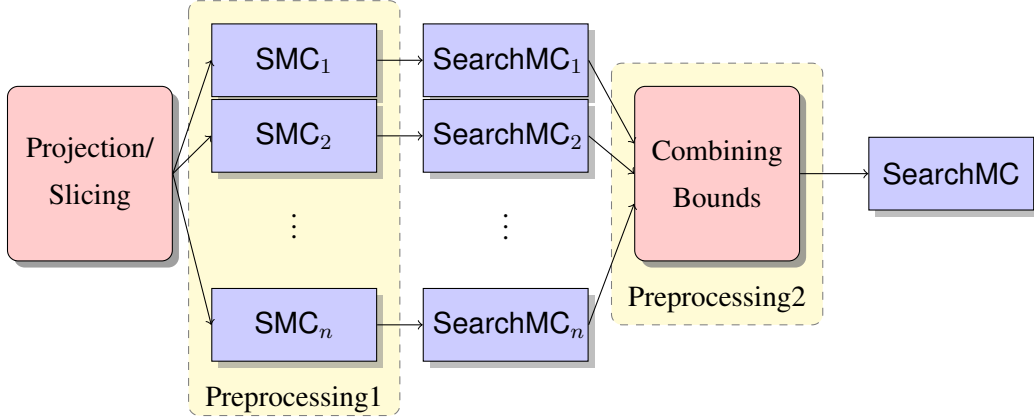 Projection/
Slicing
SMC₁
SMC₂
⋮
SMCₙ
Preprocessing1
SearchMC₁
SearchMC₂
⋮
SearchMCₙ
Combining
Bounds
Preprocessing2
SearchMC